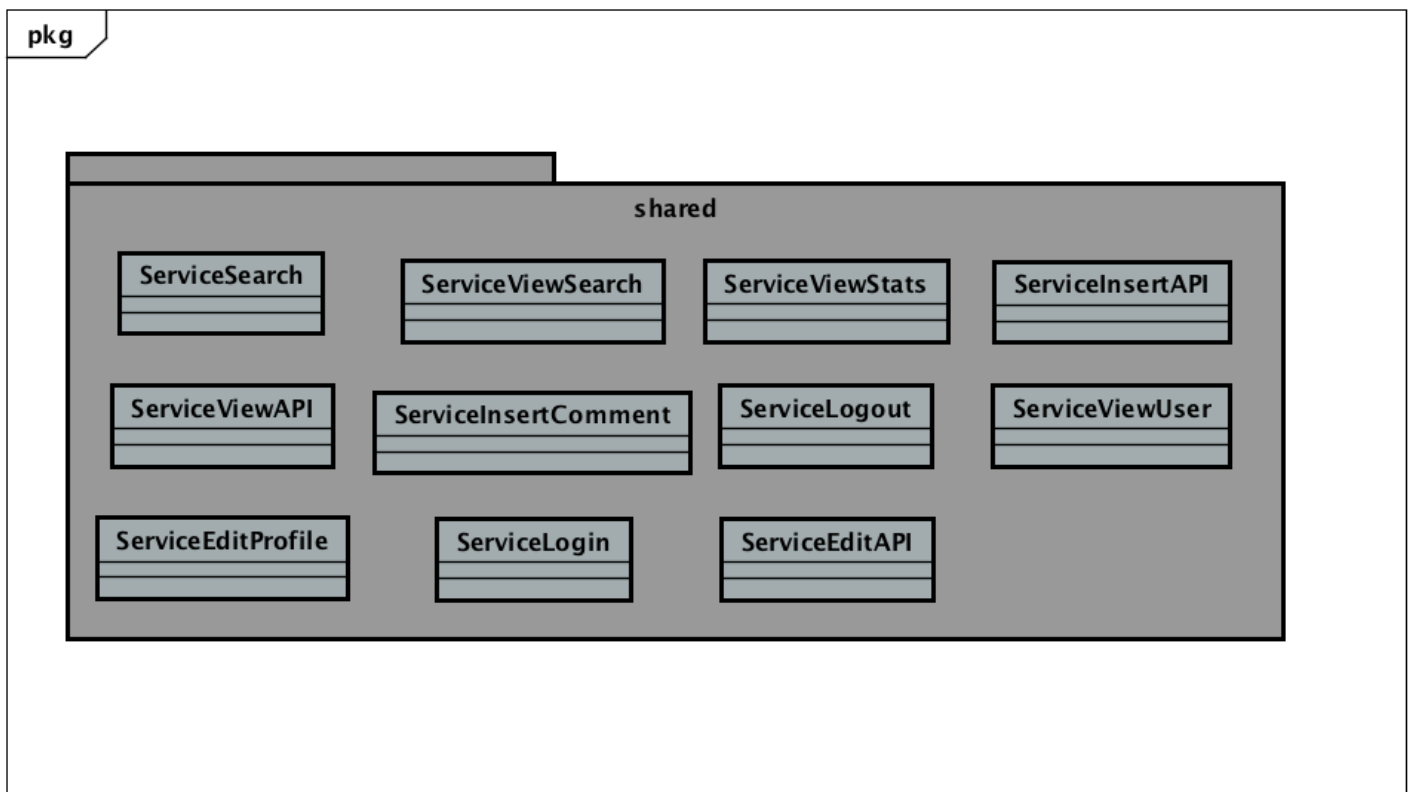 pkg
shared
ServiceSearch
ServiceViewSearch
ServiceViewStats
ServiceInsertAPI
ServiceViewAPI
ServiceInsertComment
ServiceLogout
ServiceViewUser
ServiceEditProfile
ServiceLogin
ServiceEditAPI